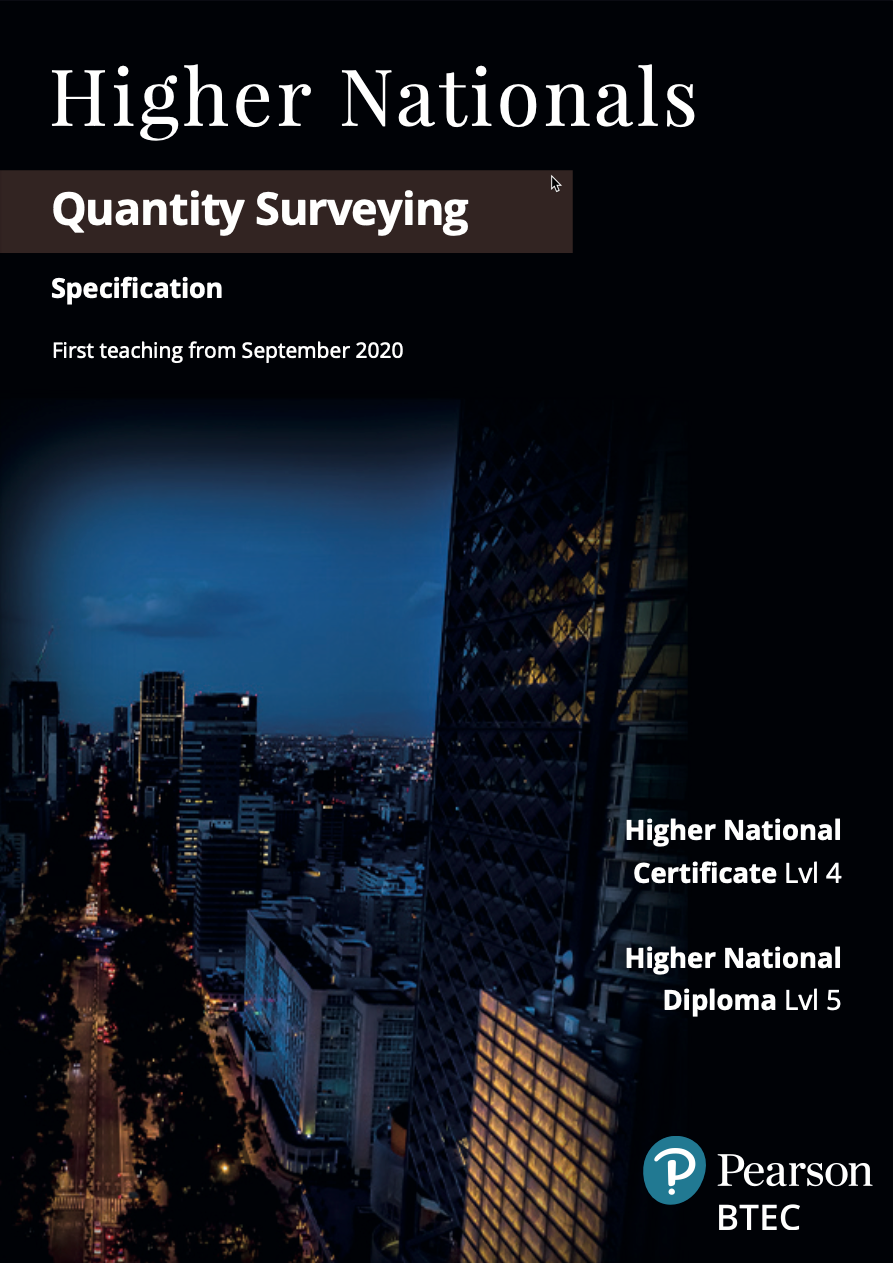 Higher Nationals
Quantity Surveying
Specification
First teaching from September 2020
Higher National
Certificate Lvl 4
Higher National
Diploma Lvl 5
Pearson
BTEC